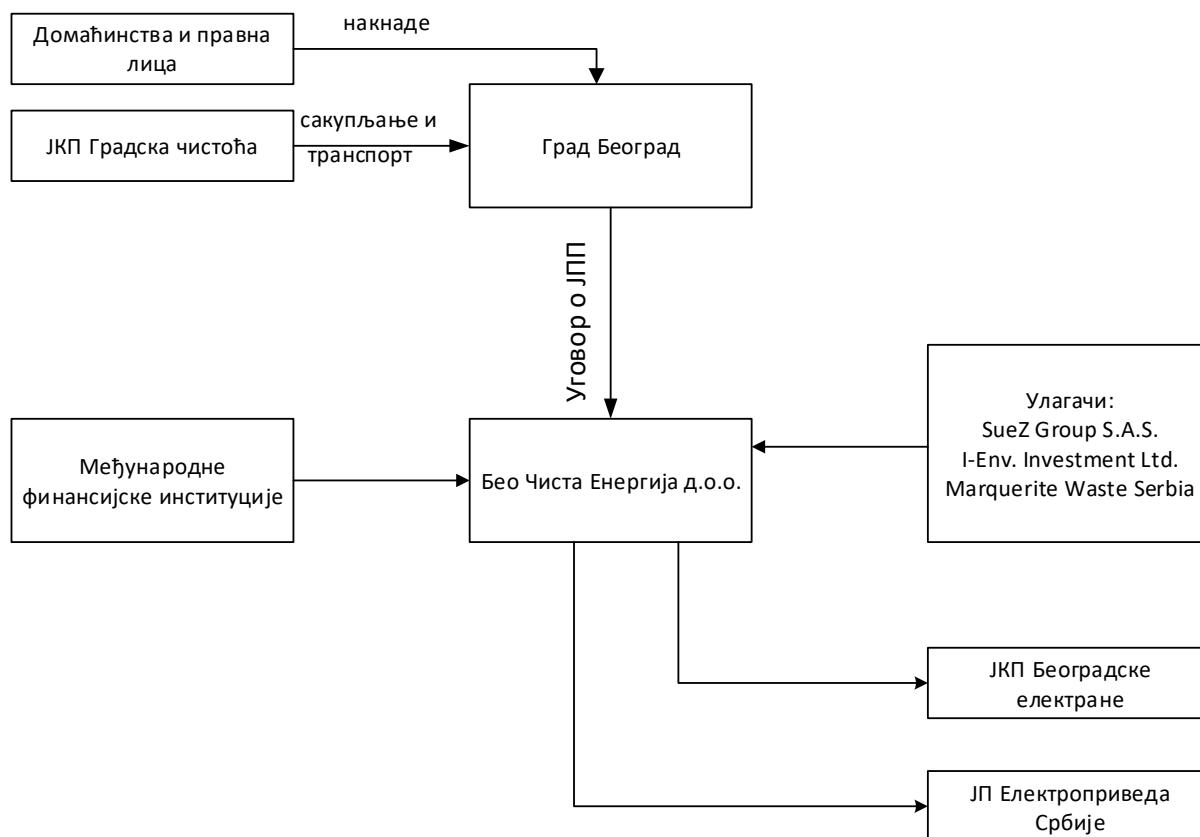 Домаћинства и правна
лица
накнаде
ЈКП Градска чистоћа
сакупљање и
транспорт
Град Београд
Уговор о ЈПП
Међународне
финансијске институције
Бео Чиста Енергија д.о.о.
Улагачи:
SueZ Group S.A.S.
I-Env. Investment Ltd.
Marquerite Waste Serbia
ЈКП Београдске
електране
ЈП Електроприведа
Србије